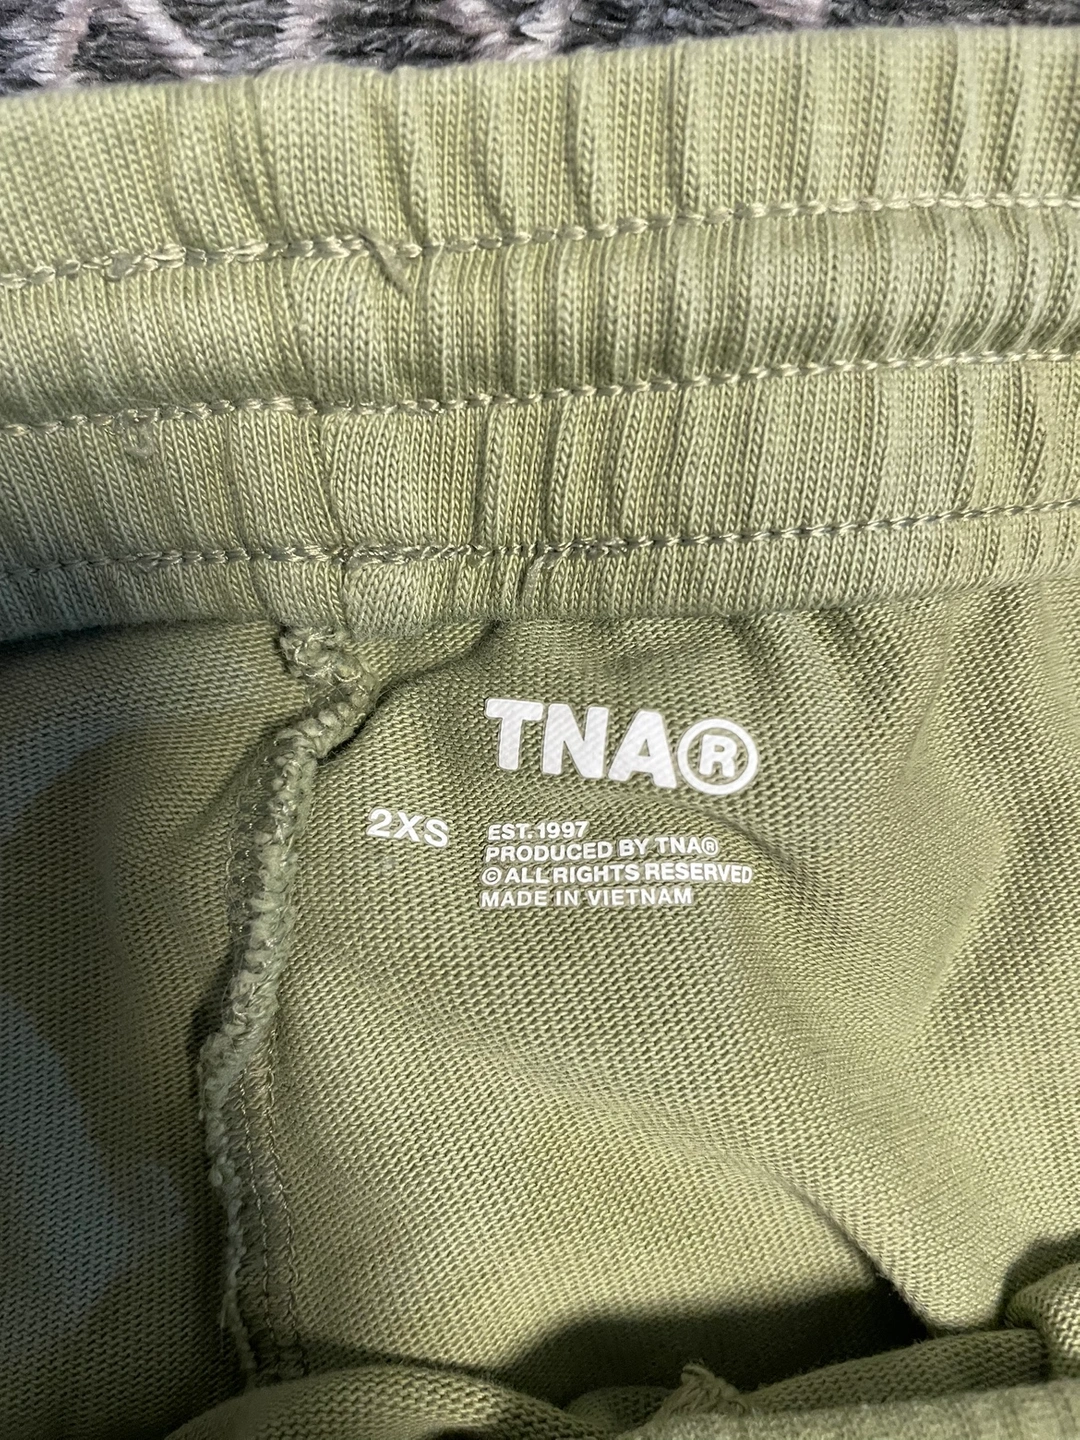 TNA®
2XS
EST. 1997
PRODUCED BY TNA®
© ALL RIGHTS RESERVED
MADE IN VIETNAM